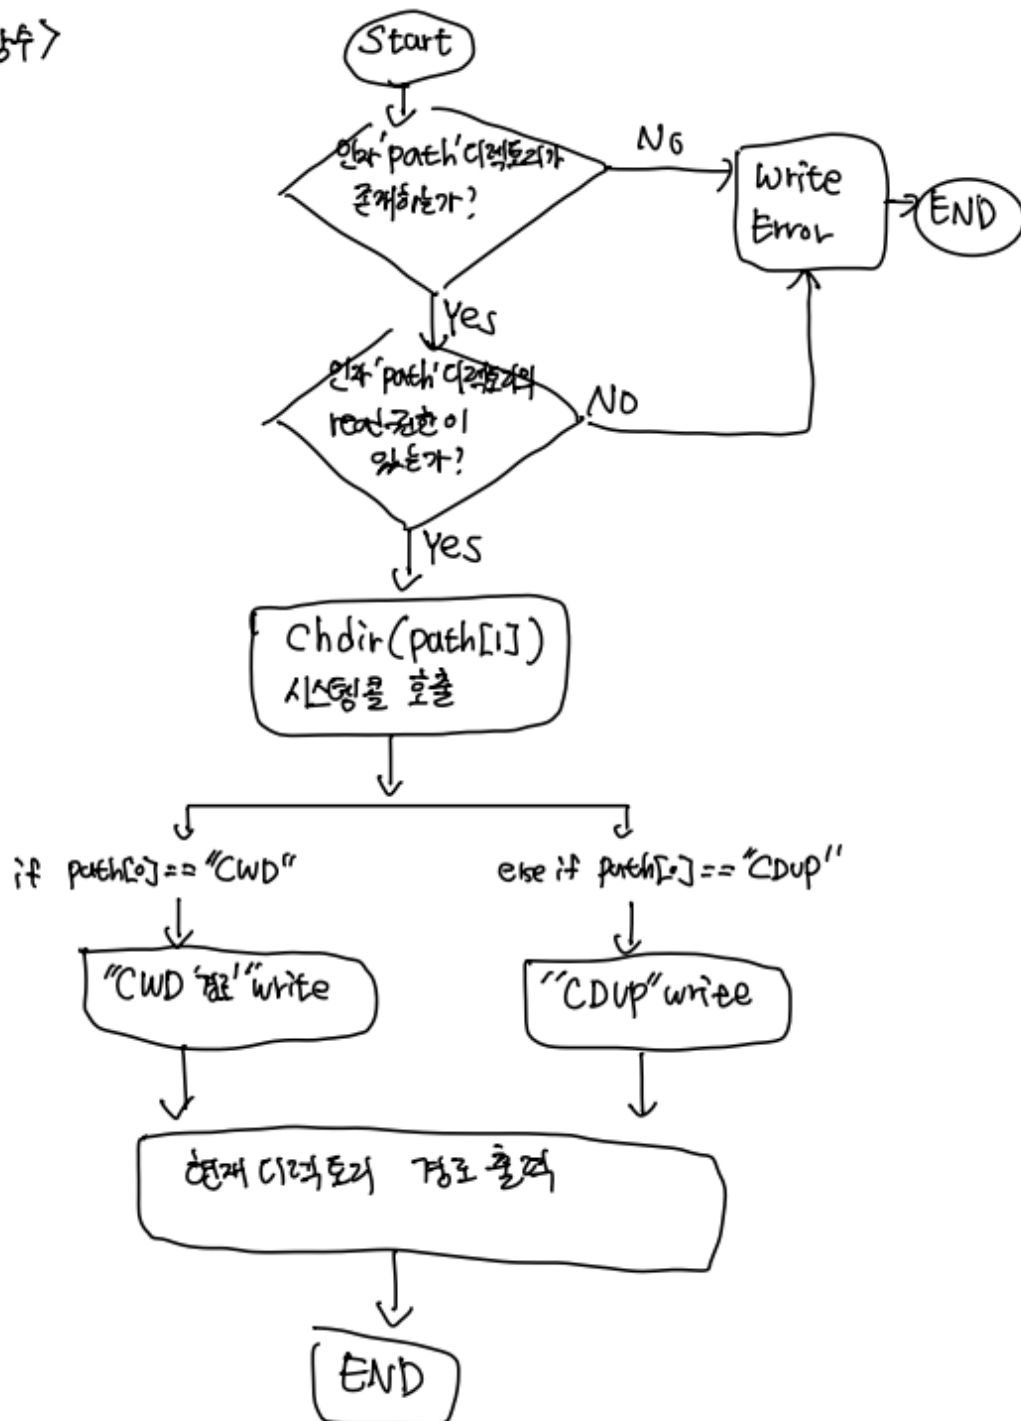 함수>
Start
인자 'path' 디렉토리가
존재하는가?
NO
Write
Error
END
Yes
인자 'path' 디렉토리의
read 권한이
있는가?
NO
Yes
Chdir(path[1])
시스템콜 호출
if path[0]== "CWD"
else if path[0]== "CDUP"
"CWD '경로'" write
"CDUP" write
현재 디렉토리 경로 출력
END